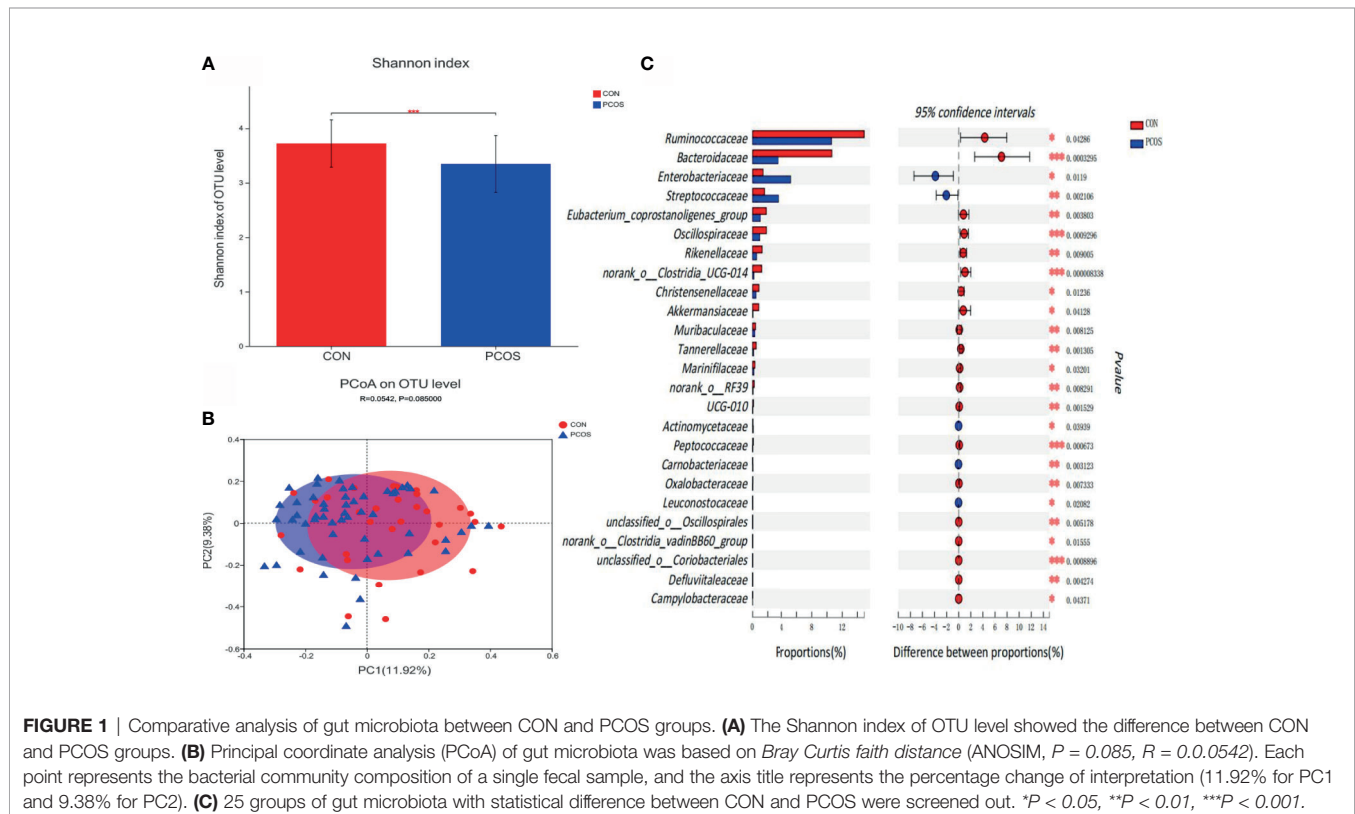 A
Shannon index
CON
PCOS
***
Shannon index of OTU level
4
3
2
1
0
CON
PCOS
PCoA on OTU level
R=0.0542, P=0.085000
B
CON
PCOS
PC2(9.38%)
0.4
0.2
0
-0.2
-0.4
-0.6
-0.4
-0.2
0
0.2
0.4
0.6
PC1(11.92%)
C
95% confidence intervals
CON
PCOS
Ruminococcaceae * 0.04286
Bacteroidaceae *** 0.0003295
Enterobacteriaceae * 0.0119
Streptococcaceae ** 0.002106
Eubacterium_coprostanoligenes_group ** 0.003803
Oscillospiraceae *** 0.0009296
Rikenellaceae ** 0.009005
norank_o__Clostridia_UCG-014 *** 0.000008338
Christensenellaceae * 0.01236
Akkermansiaceae * 0.04128
Muribaculaceae ** 0.008125
Tannerellaceae ** 0.001305
Marinifilaceae * 0.03201
norank_o__RF39 ** 0.008291
UCG-010 ** 0.001529
Actinomycetaceae * 0.03939
Peptococcaceae *** 0.000673
Carnobacteriaceae ** 0.003123
Oxalobacteraceae ** 0.007333
Leuconostocaceae * 0.02082
unclassified_o__Oscillospirales ** 0.005178
norank_o__Clostridia_vadinBB60_group * 0.01555
unclassified_o__Coriobacteriales *** 0.0008896
Defluviitaleaceae ** 0.004274
Campylobacteraceae * 0.04371
Pvalue
0 4 8 12
Proportions(%)
-10 -8 -6 -4 -2 0 2 4 6 8 10 12 14
Difference between proportions(%)
FIGURE 1 | Comparative analysis of gut microbiota between CON and PCOS groups. (A) The Shannon index of OTU level showed the difference between CON
and PCOS groups. (B) Principal coordinate analysis (PCoA) of gut microbiota was based on Bray Curtis faith distance (ANOSIM, P = 0.085, R = 0.0.0542). Each
point represents the bacterial community composition of a single fecal sample, and the axis title represents the percentage change of interpretation (11.92% for PC1
and 9.38% for PC2). (C) 25 groups of gut microbiota with statistical difference between CON and PCOS were screened out. *P < 0.05, **P < 0.01, ***P < 0.001.